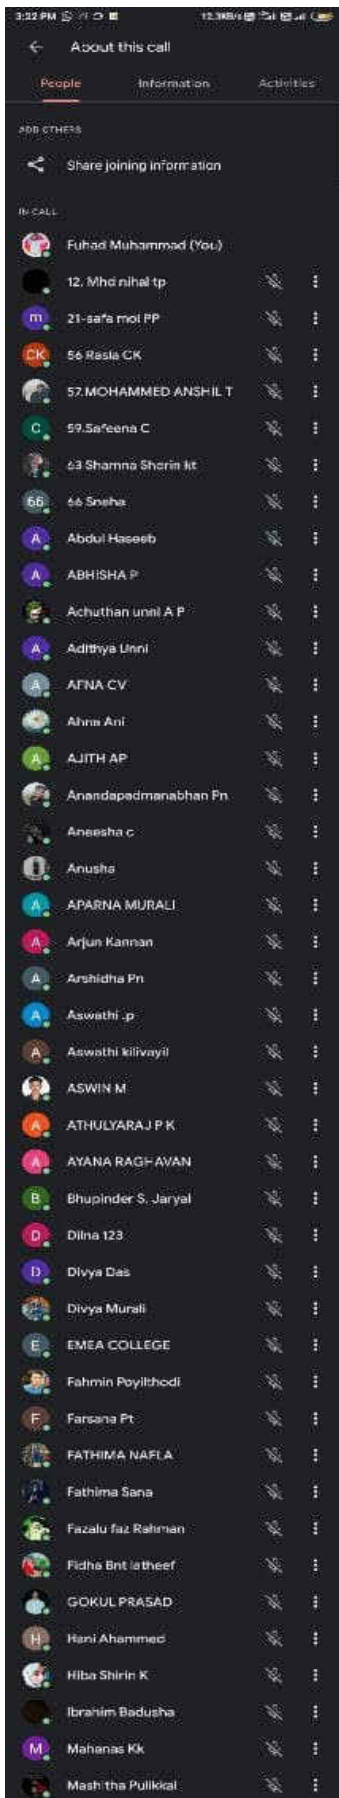 3:22 PM
12.3KB/s
About this call
People
Information
Activities
ADD OTHERS
Share joining information
IN CALL
Fuhad Muhammad (You)
12. Mhd nihal tp
m
21-safa mol PP
CK
56 Rasla CK
57.MOHAMMED ANSHIL T
C
59.Safeena C
63 Shamna Sherin kt
66
66 Sneha
A
Abdul Haseeb
A
ABHISHA P
Achuthan unni A P
A
Adithya Unni
A
AFNA CV
Ahna Ani
A
AJITH AP
Anandapadmanabhan Pn
Aneesha c
Anusha
A
APARNA MURALI
A
Arjun Kannan
A
Arshidha Pn
A
Aswathi .p
A
Aswathi kilivayil
ASWIN M
A
ATHULYARAJ P K
A
AYANA RAGHAVAN
B
Bhupinder S. Jaryal
D
Dilna 123
D
Divya Das
Divya Murali
E
EMEA COLLEGE
Fahmin Poyilthodi
F
Farsana Pt
FATHIMA NAFLA
Fathima Sana
Fazalu faz Rahman
Fidha Bnt latheef
GOKUL PRASAD
H
Hani Ahammed
Hiba Shirin K
Ibrahim Badusha
M
Mahanas Kk
Mashitha Pulikkal